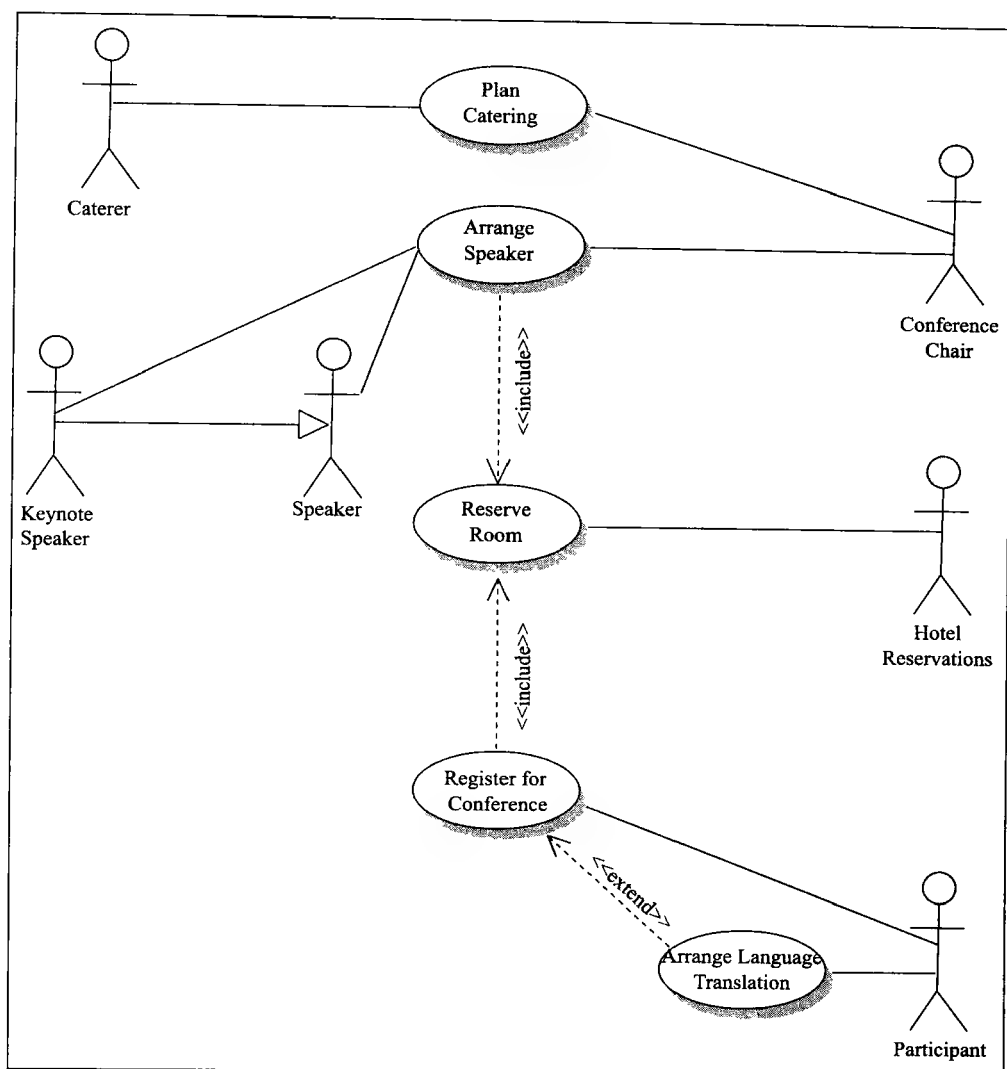 Plan
Catering
Caterer
Arrange
Speaker
Conference
Chair
<<include>>
Keynote
Speaker
Speaker
Reserve
Room
Hotel
Reservations
<<include>>
Register for
Conference
<<extend>>
Arrange Language
Translation
Participant